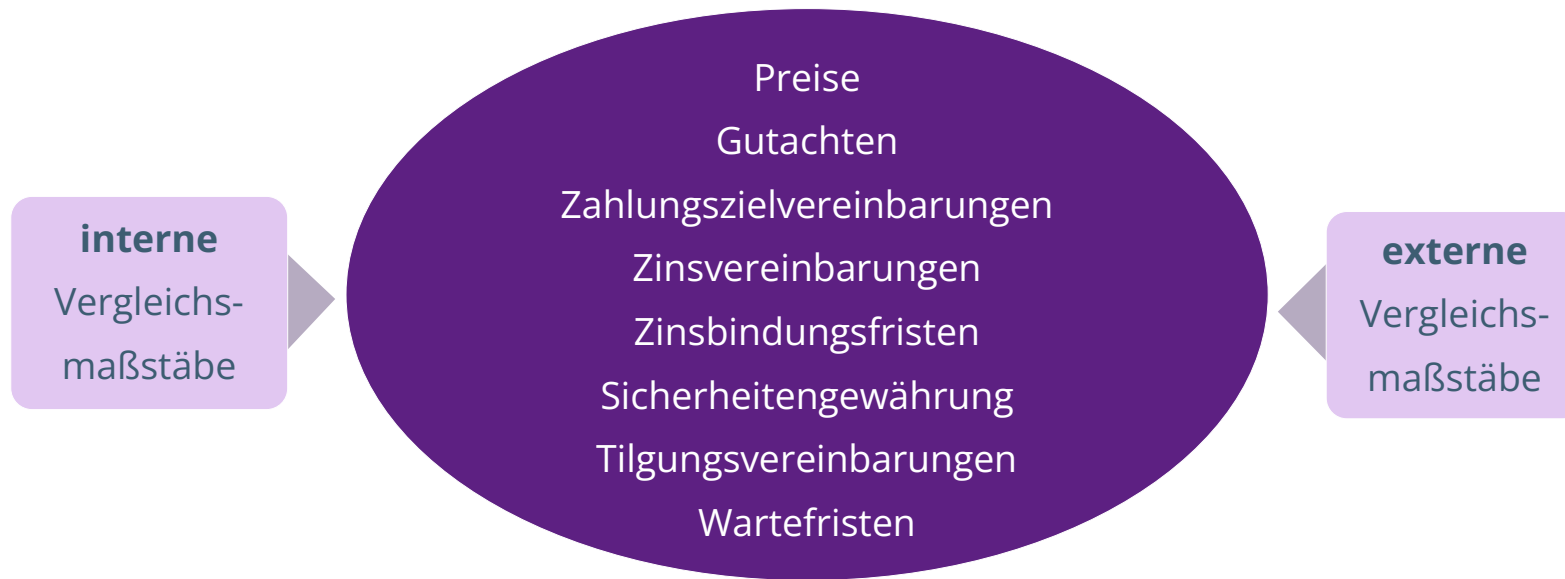 interne
Vergleichs-
maßstäbe
Preise
Gutachten
Zahlungszielvereinbarungen
Zinsvereinbarungen
Zinsbindungsfristen
Sicherheitengewährung
Tilgungsvereinbarungen
Wartefristen
externe
Vergleichs-
maßstäbe